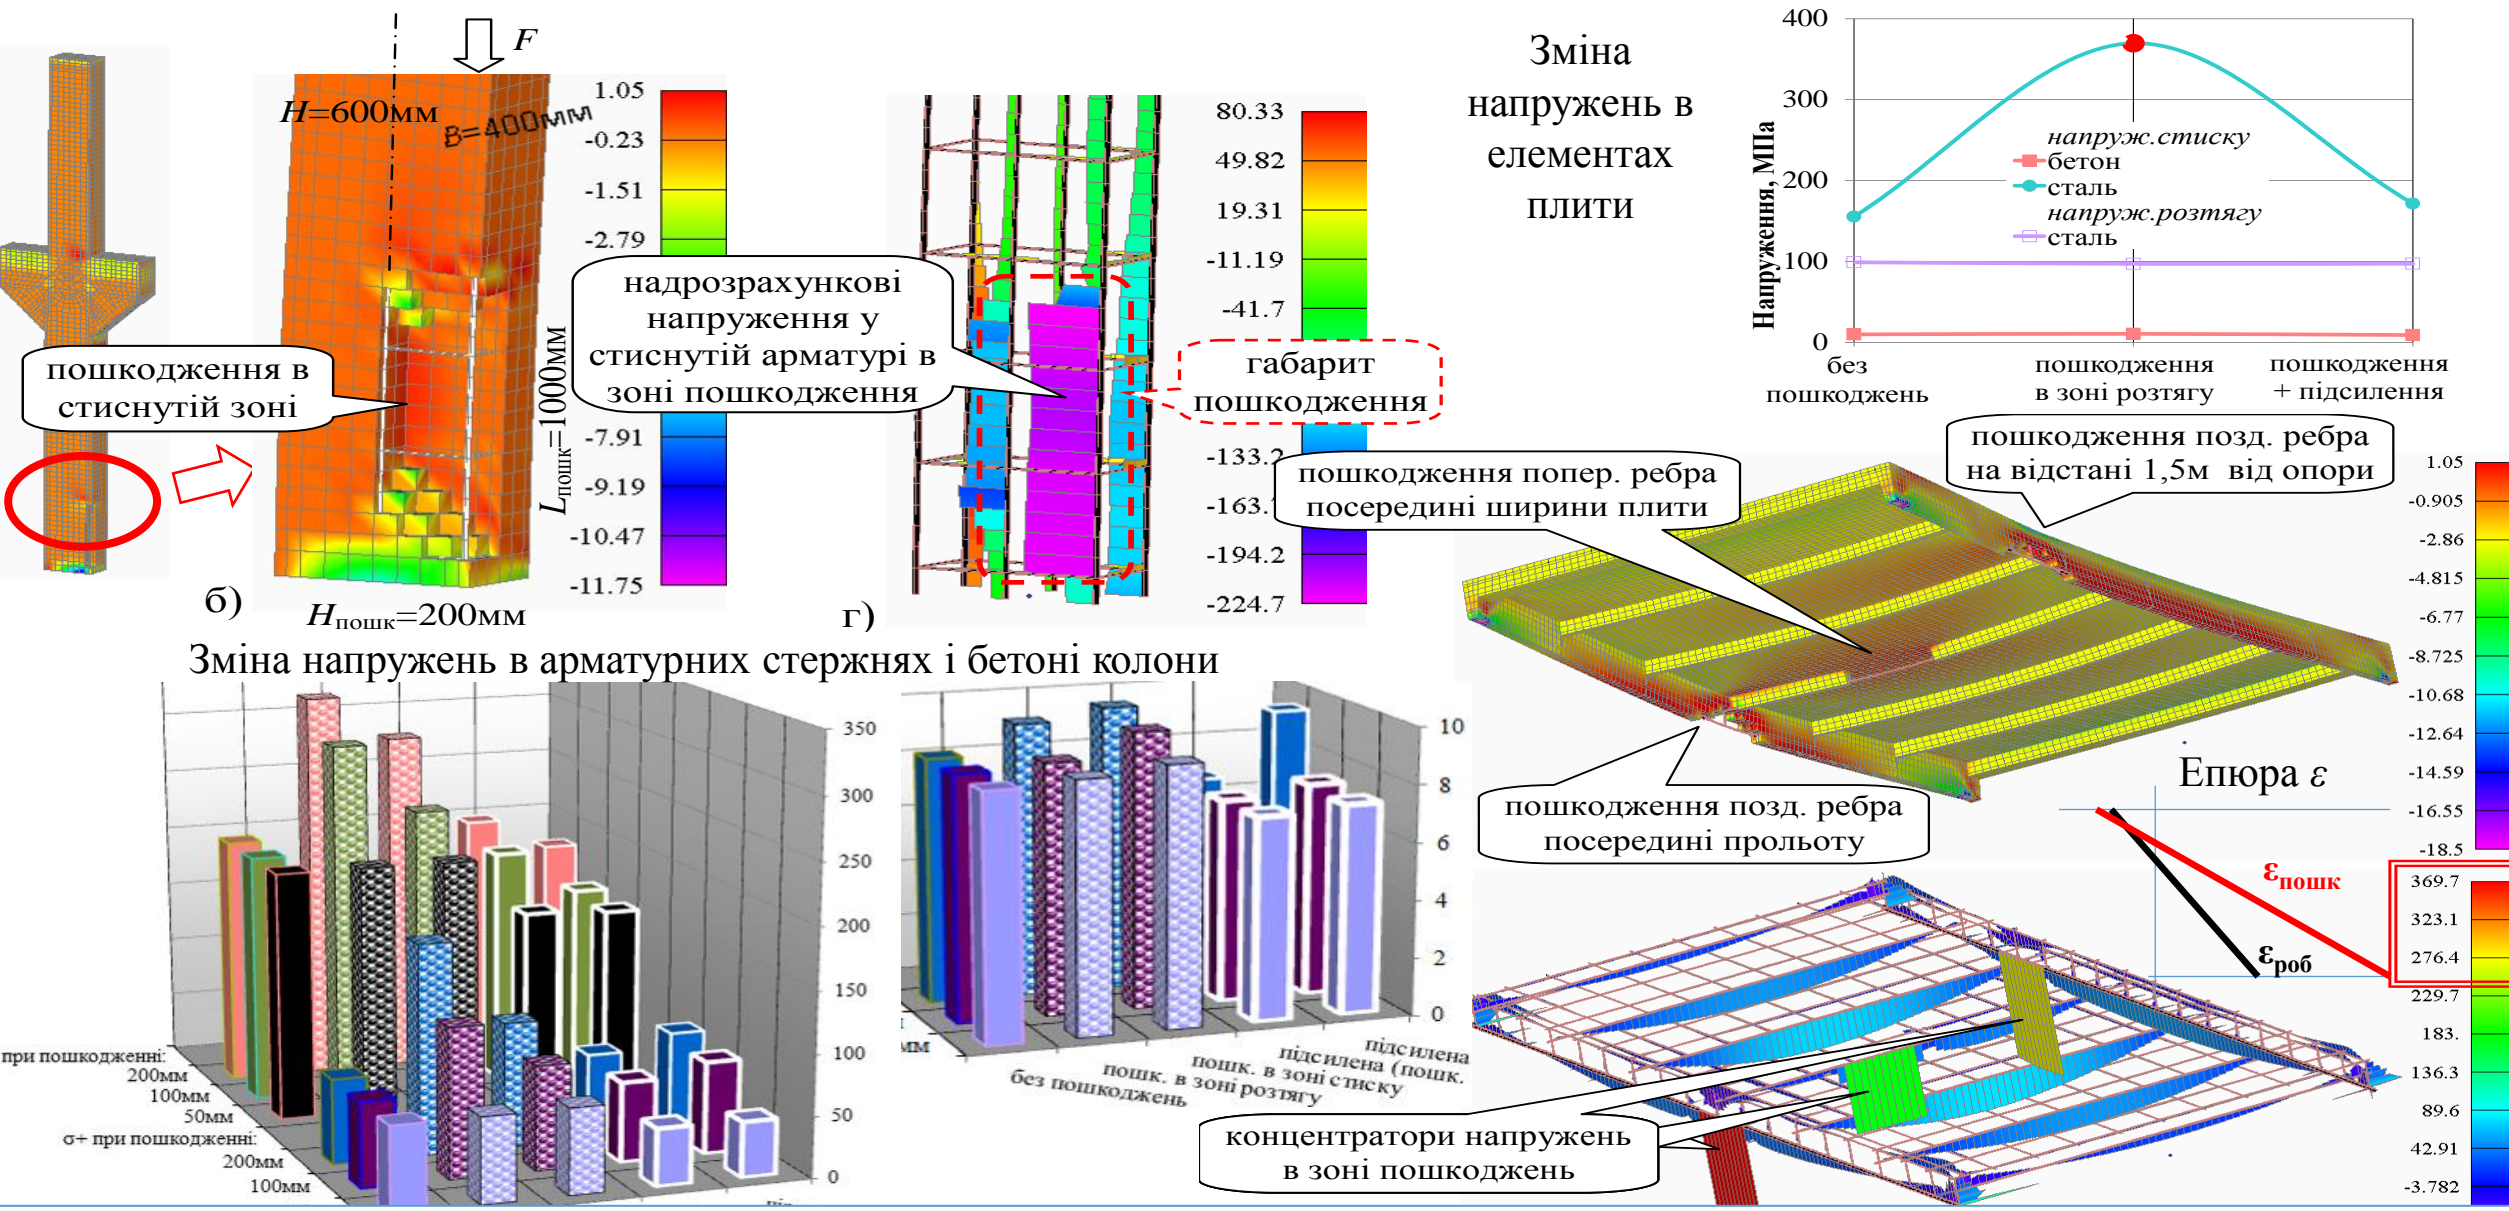 F
H=600мм
B=400мм
1.05
-0.23
-1.51
-2.79
-7.91
-9.19
-10.47
-11.75
пошкодження в
стиснутій зоні
Lпошк=1000мм
б)
Hпошк=200мм
надрозрахункові
напруження у
стиснутій арматурі в
зоні пошкодження
80.33
49.82
19.31
-11.19
-41.7
-133.2
-163.
-194.2
-224.7
габарит
пошкодження
г)
Зміна
напружень в
елементах
плити
Напруження, МПа
400
300
200
100
0
напруж.стиску
бетон
сталь
напруж.розтягу
сталь
без
пошкоджень
пошкодження
в зоні розтягу
пошкодження
+ підсилення
пошкодження попер. ребра
посередині ширини плити
пошкодження позд. ребра
на відстані 1,5м від опори
пошкодження позд. ребра
посередині прольоту
1.05
-0.905
-2.86
-4.815
-6.77
-8.725
-10.68
-12.64
-14.59
-16.55
-18.5
Епюра ε
εпошк
εроб
369.7
323.1
276.4
229.7
183.
136.3
89.6
42.91
-3.782
концентратори напружень
в зоні пошкоджень
Зміна напружень в арматурних стержнях і бетоні колони
350
300
250
200
150
100
50
0
при пошкодженні:
200мм
100мм
50мм
σ+ при пошкодженні:
200мм
100мм
10
8
6
4
2
0
мм
без пошкоджень
пошк. в зоні розтягу
пошк. в зоні стиску
підсилена (пошк.
підсилена